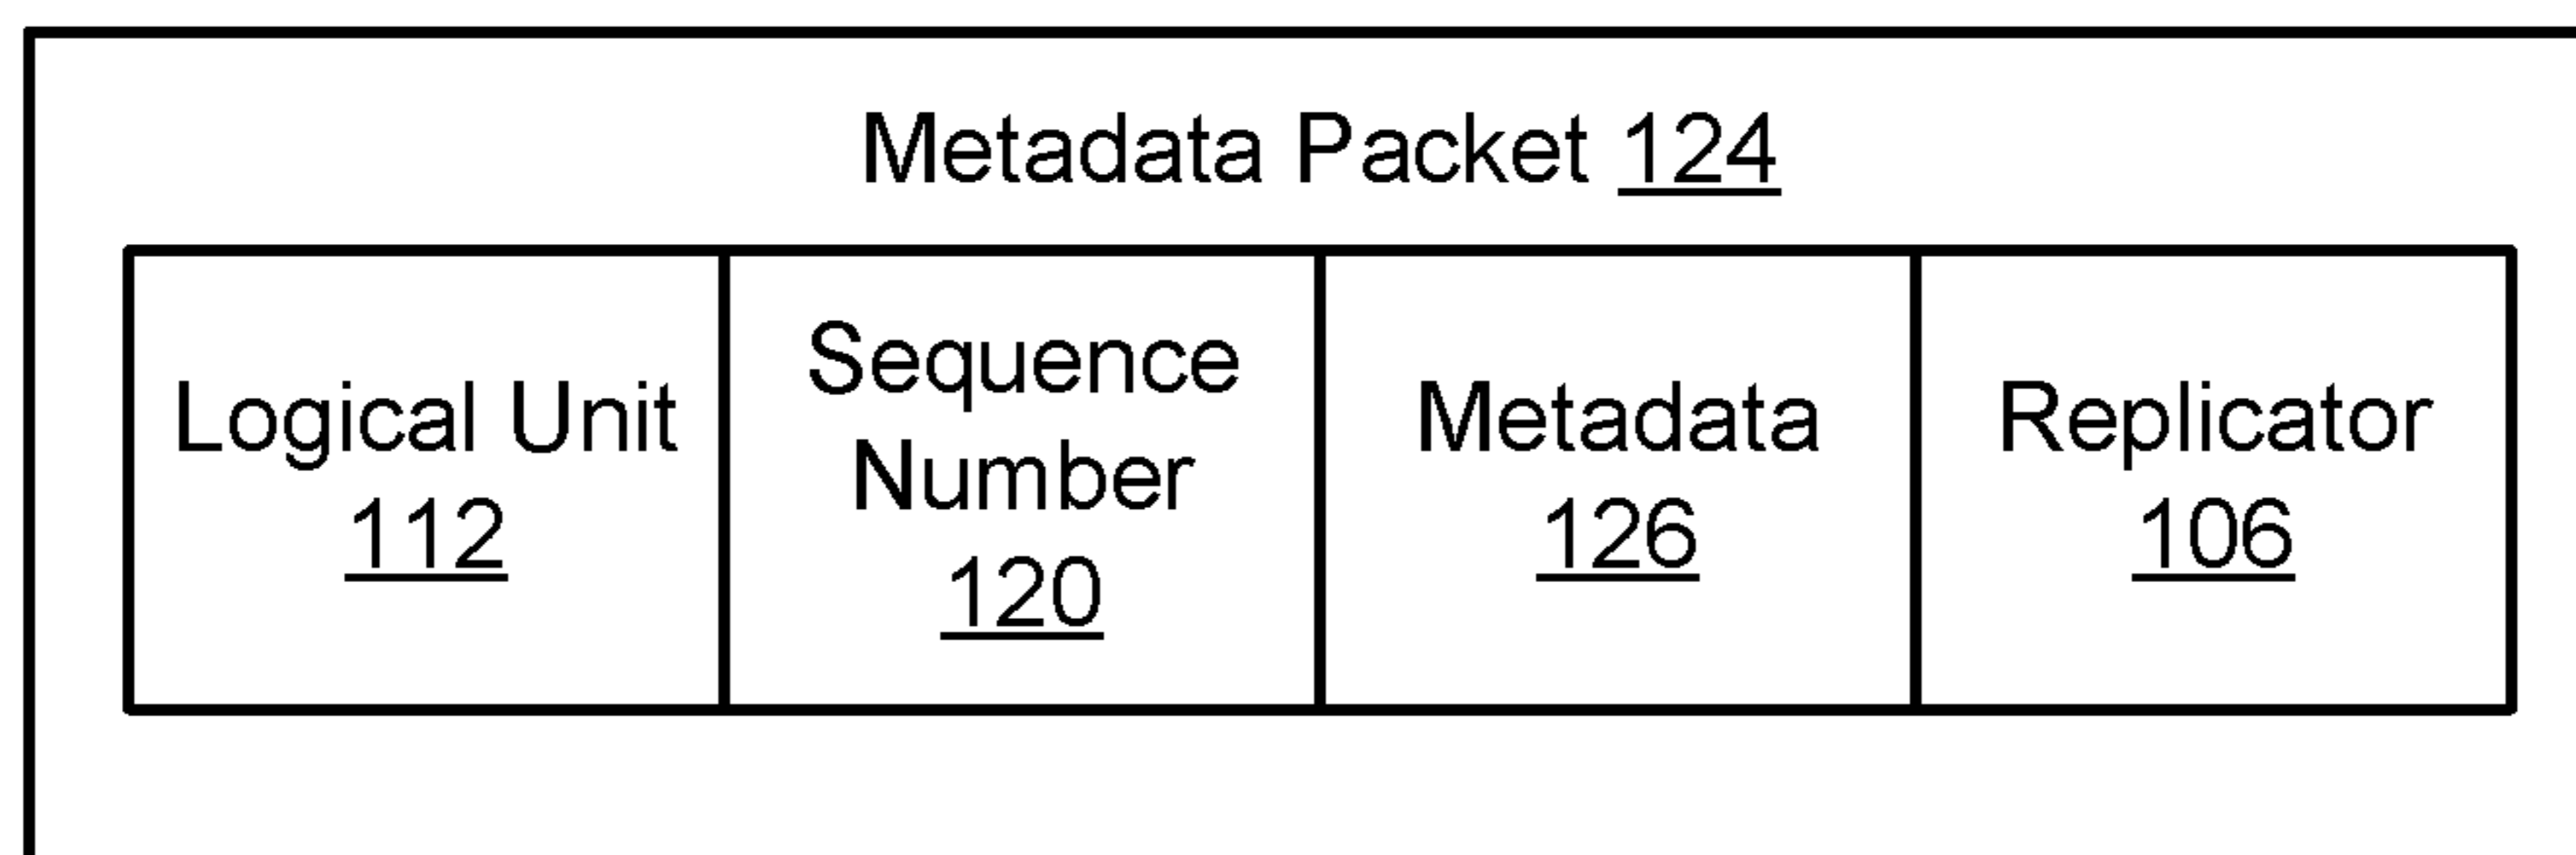 Metadata Packet 124
Logical Unit
112
Sequence
Number
120
Metadata
126
Replicator
106